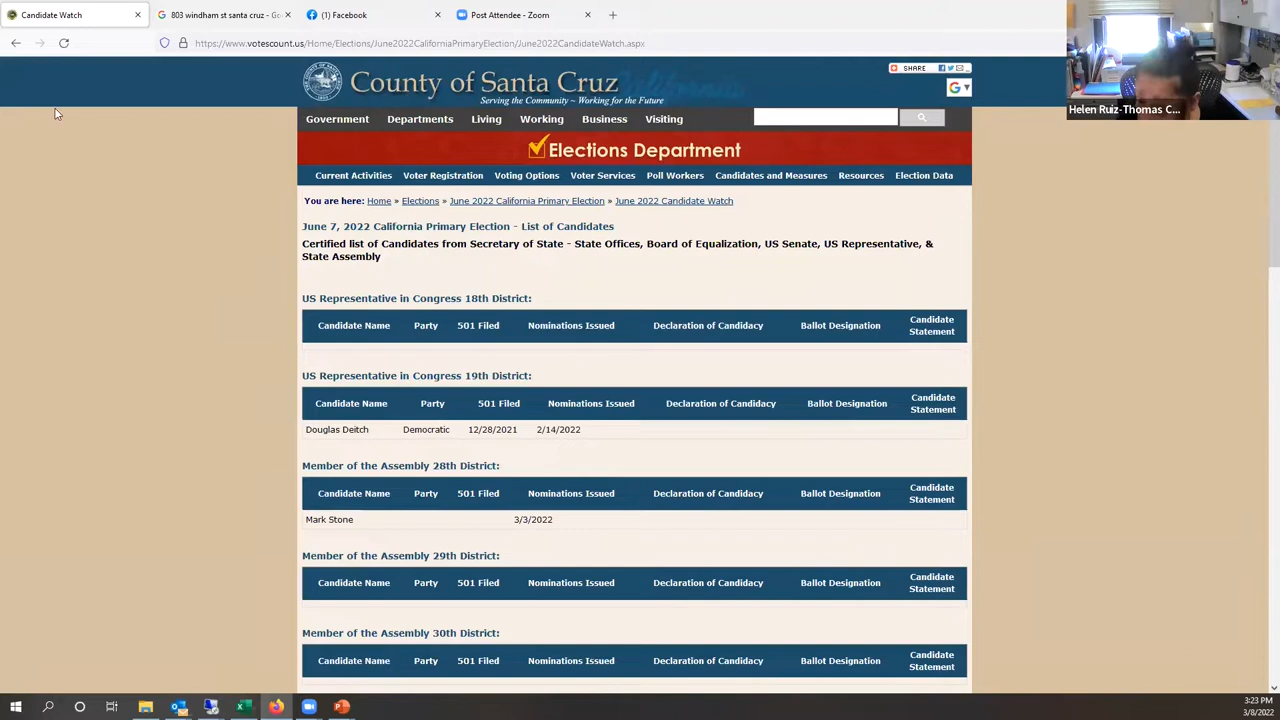 Candidate Watch
803 windham st santa cruz - Go
(1) Facebook
Post Attendee - Zoom
https://www.votescount.us/Home/Elections/June2022CaliforniaPrimaryElection/June2022CandidateWatch.aspx
Helen Ruiz-Thomas C...
County of Santa Cruz
Serving the Community ~ Working for the Future
SHARE
Government Departments Living Working Business Visiting
Elections Department
Current Activities Voter Registration Voting Options Voter Services Poll Workers Candidates and Measures Resources Election Data
You are here: Home » Elections » June 2022 California Primary Election » June 2022 Candidate Watch
June 7, 2022 California Primary Election - List of Candidates
Certified list of Candidates from Secretary of State - State Offices, Board of Equalization, US Senate, US Representative, &
State Assembly
US Representative in Congress 18th District:
Candidate Name Party 501 Filed Nominations Issued Declaration of Candidacy Ballot Designation Candidate Statement
US Representative in Congress 19th District:
Candidate Name Party 501 Filed Nominations Issued Declaration of Candidacy Ballot Designation Candidate Statement
Douglas Deitch Democratic 12/28/2021 2/14/2022
Member of the Assembly 28th District:
Candidate Name Party 501 Filed Nominations Issued Declaration of Candidacy Ballot Designation Candidate Statement
Mark Stone 3/3/2022
Member of the Assembly 29th District:
Candidate Name Party 501 Filed Nominations Issued Declaration of Candidacy Ballot Designation Candidate Statement
Member of the Assembly 30th District:
Candidate Name Party 501 Filed Nominations Issued Declaration of Candidacy Ballot Designation Candidate Statement
3:23 PM
3/8/2022